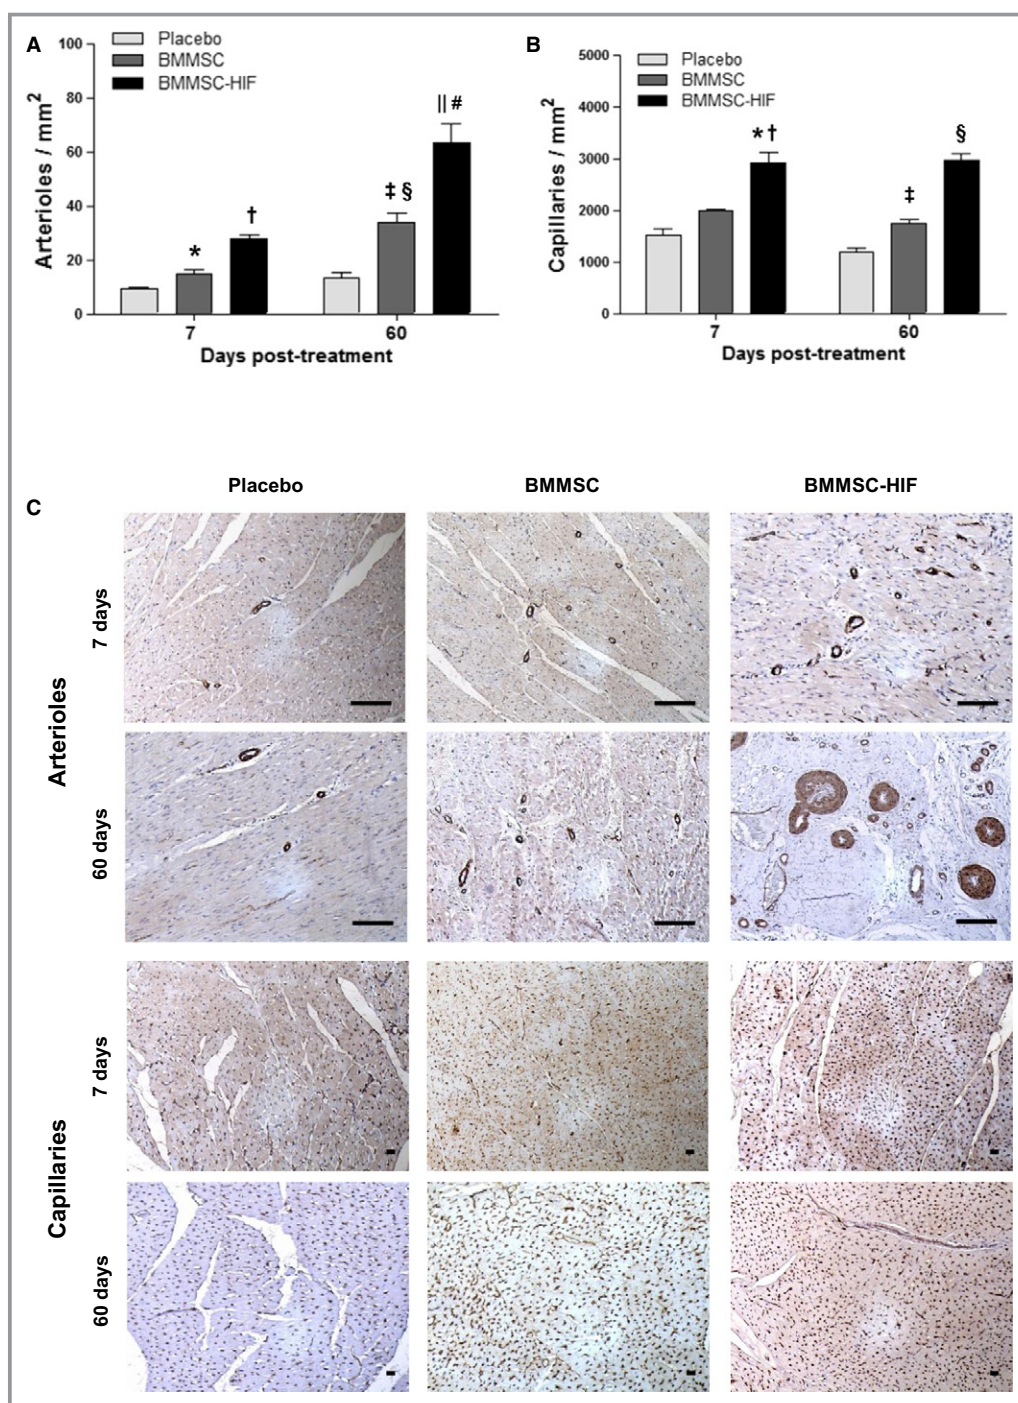 A
100
80
60
40
20
0
Arterioles / mm²
Placebo
BMMSC
BMMSC-HIF
*
†
‡ §
|| #
7
60
Days post-treatment
B
5000
4000
3000
2000
1000
0
Capillaries / mm²
Placebo
BMMSC
BMMSC-HIF
* †
‡
§
7
60
Days post-treatment
C
Placebo
BMMSC
BMMSC-HIF
Arterioles
7 days
60 days
Capillaries
7 days
60 days